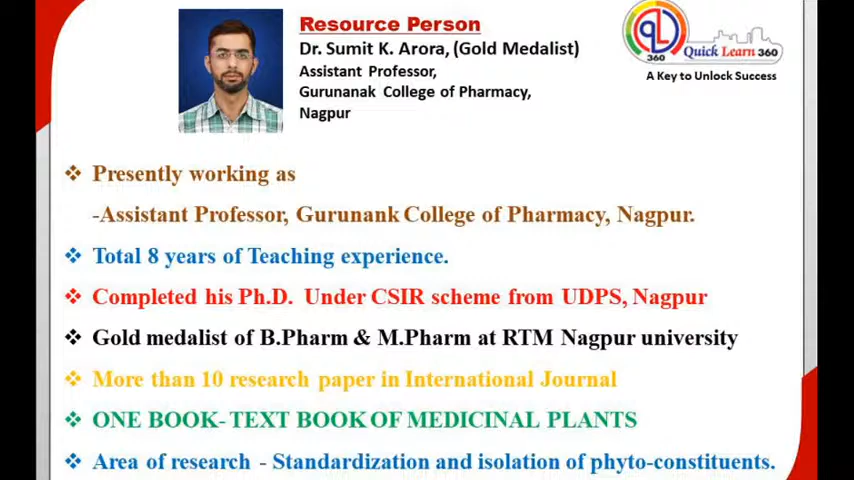 Resource Person
Dr. Sumit K. Arora, (Gold Medalist)
Assistant Professor,
Gurunanak College of Pharmacy,
Nagpur
360
Quick Learn 360
A Key to Unlock Success
❖ Presently working as
-Assistant Professor, Gurunank College of Pharmacy, Nagpur.
❖ Total 8 years of Teaching experience.
❖ Completed his Ph.D. Under CSIR scheme from UDPS, Nagpur
❖ Gold medalist of B.Pharm & M.Pharm at RTM Nagpur university
❖ More than 10 research paper in International Journal
❖ ONE BOOK- TEXT BOOK OF MEDICINAL PLANTS
❖ Area of research - Standardization and isolation of phyto-constituents.